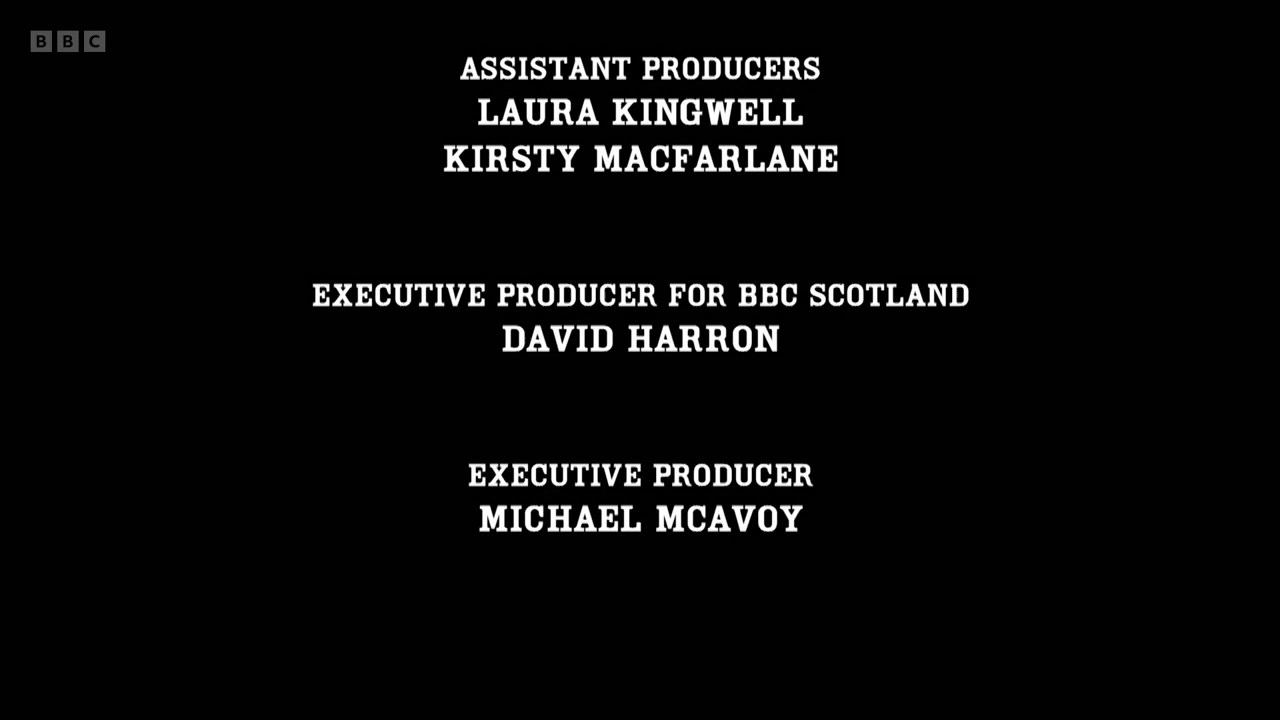 BBC
ASSISTANT PRODUCERS
LAURA KINGWELL
KIRSTY MACFARLANE
EXECUTIVE PRODUCER FOR BBC SCOTLAND
DAVID HARRON
EXECUTIVE PRODUCER
MICHAEL MCAVOY